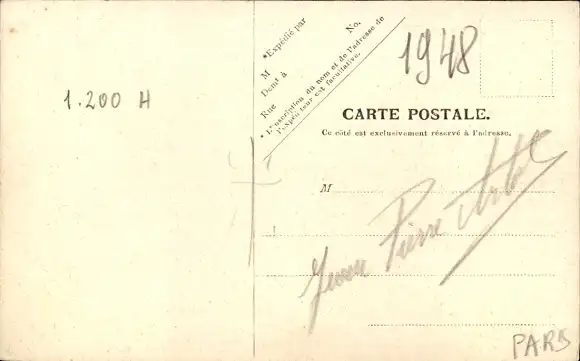 *Expédié par
M
No.
Demt à
Rue
* L'inscription du nom et de l'adresse de
l'expéditeur est facultative.
1948
1.200 H
CARTE POSTALE.
Ce côté est exclusivement réservé à l'adresse.
M
Pierre